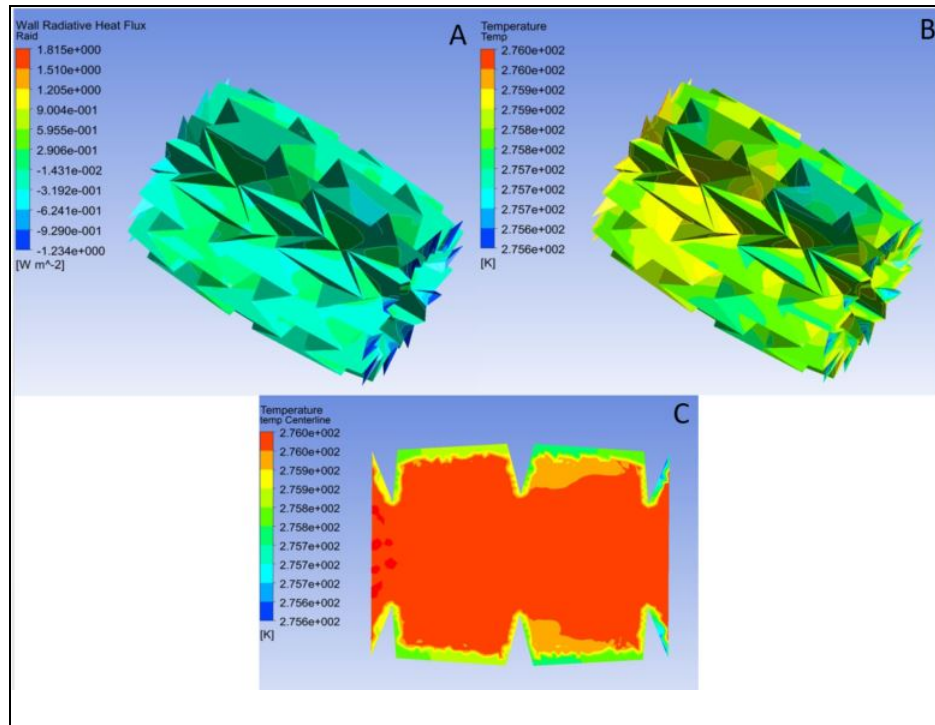 Wall Radiative Heat Flux
Raid
1.815e+000
1.510e+000
1.205e+000
9.004e-001
5.955e-001
2.906e-001
-1.431e-002
-3.192e-001
-6.241e-001
-9.290e-001
-1.234e+000
[W m^-2]
A
Temperature
Temp
2.760e+002
2.760e+002
2.759e+002
2.759e+002
2.758e+002
2.758e+002
2.757e+002
2.757e+002
2.757e+002
2.756e+002
2.756e+002
[K]
B
Temperature
temp Centerline
2.760e+002
2.760e+002
2.759e+002
2.759e+002
2.758e+002
2.758e+002
2.757e+002
2.757e+002
2.757e+002
2.756e+002
2.756e+002
[K]
C